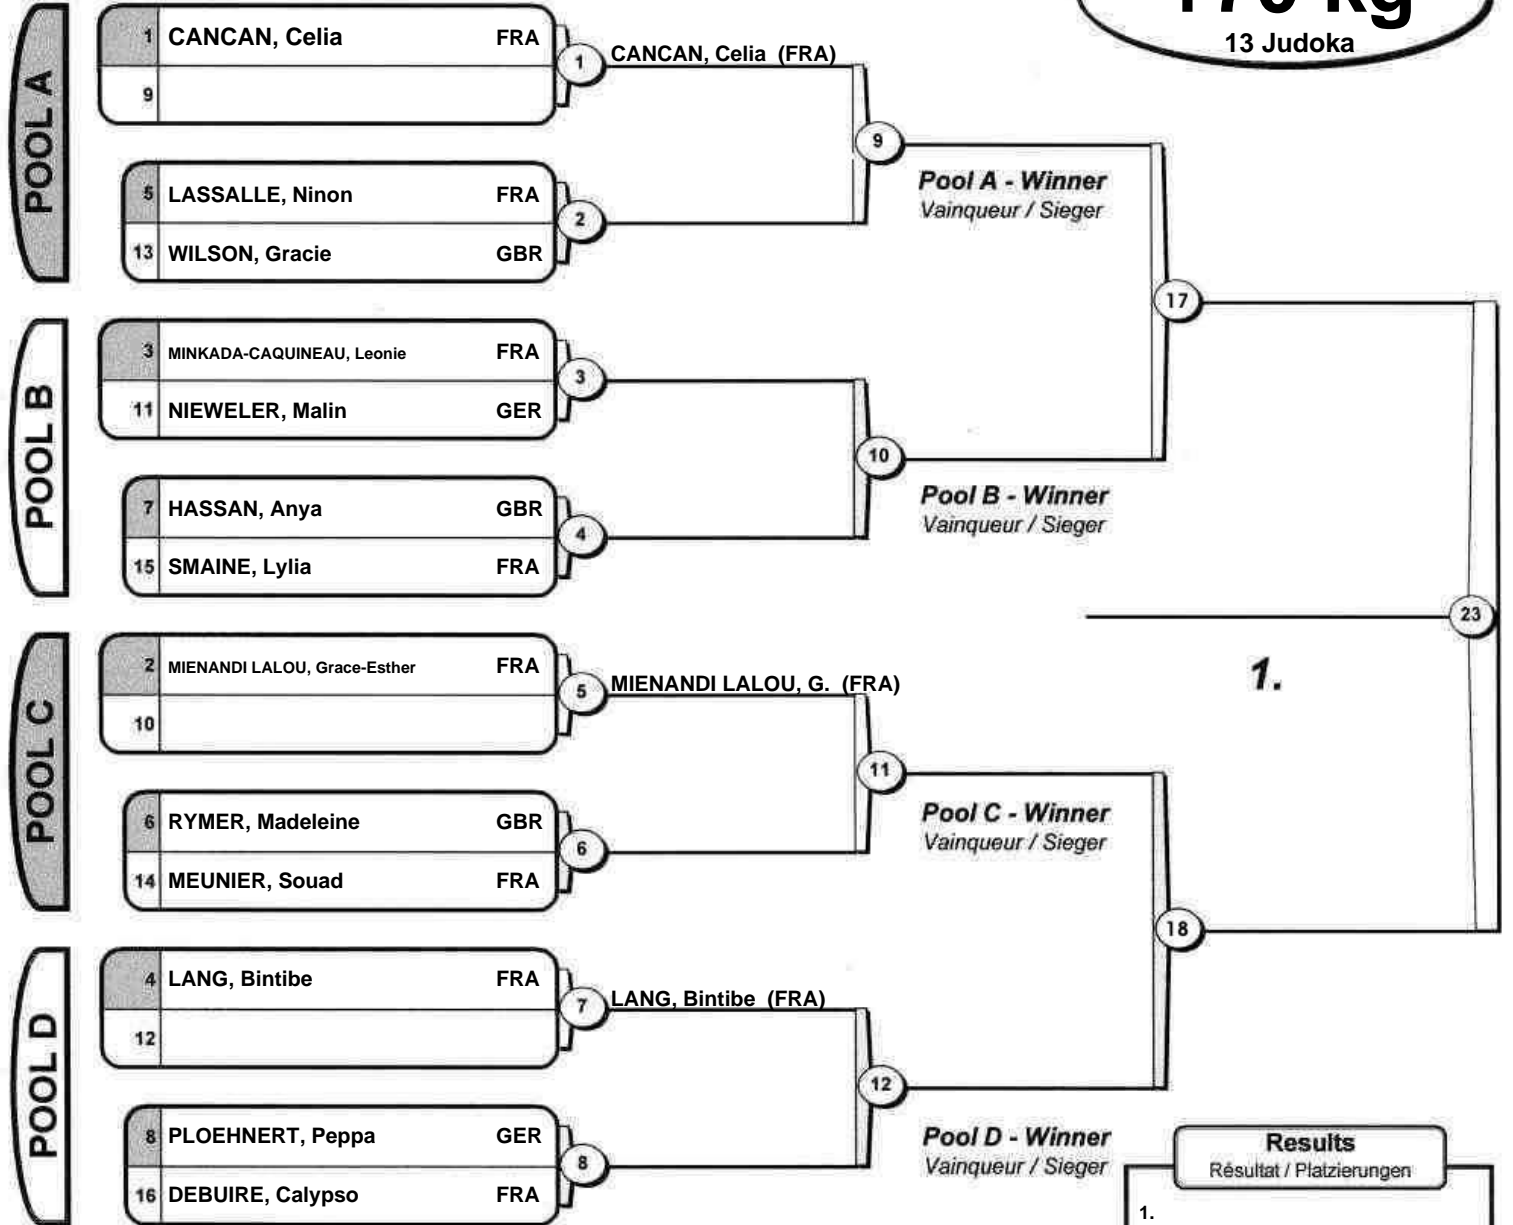 +70 kg
13 Judoka
POOL A
1 CANCAN, Celia FRA
9
1 CANCAN, Celia (FRA)
5 LASSALLE, Ninon FRA
13 WILSON, Gracie GBR
2
9
Pool A - Winner
Vainqueur / Sieger
POOL B
3 MINKADA-CAQUINEAU, Leonie FRA
11 NIEWELER, Malin GER
3
7 HASSAN, Anya GBR
15 SMAINE, Lylia FRA
4
10
Pool B - Winner
Vainqueur / Sieger
17
POOL C
2 MIENANDI LALOU, Grace-Esther FRA
10
5 MIENANDI LALOU, G. (FRA)
6 RYMER, Madeleine GBR
14 MEUNIER, Souad FRA
6
11
Pool C - Winner
Vainqueur / Sieger
23
1.
POOL D
4 LANG, Bintibe FRA
12
7 LANG, Bintibe (FRA)
8 PLOEHNERT, Peppa GER
16 DEBUIRE, Calypso FRA
8
12
Pool D - Winner
Vainqueur / Sieger
18
Results
Résultat / Platzierungen
1.